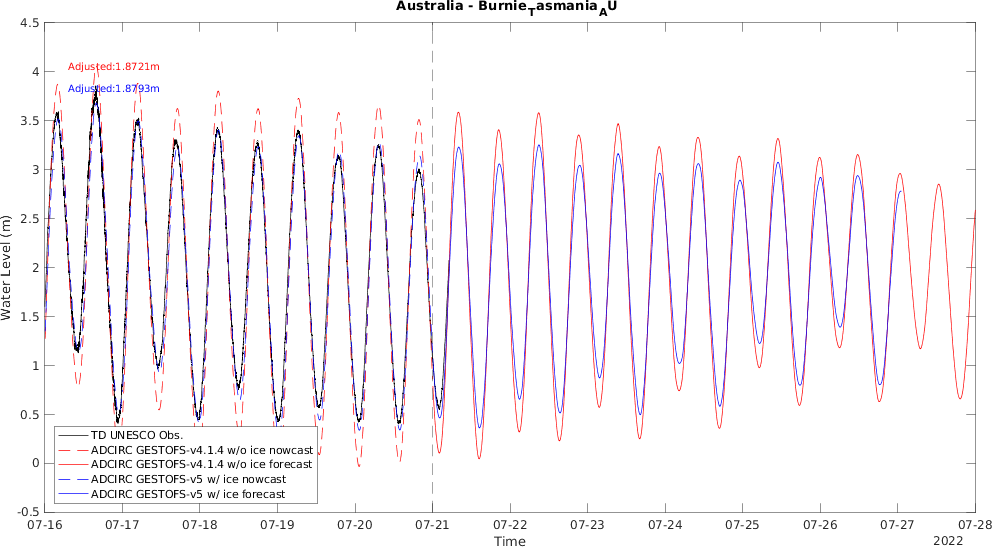 Australia - Burnie_Tasmania_AU
Adjusted:1.8721m
Adjusted:1.8793m
4.5
4
3.5
3
2.5
2
1.5
1
0.5
0
-0.5
Water Level (m)
TD UNESCO Obs.
ADCIRC GESTOFS-v4.1.4 w/o ice nowcast
ADCIRC GESTOFS-v4.1.4 w/o ice forecast
ADCIRC GESTOFS-v5 w/ ice nowcast
ADCIRC GESTOFS-v5 w/ ice forecast
07-16 07-17 07-18 07-19 07-20 07-21 07-22 07-23 07-24 07-25 07-26 07-27 07-28
Time
2022